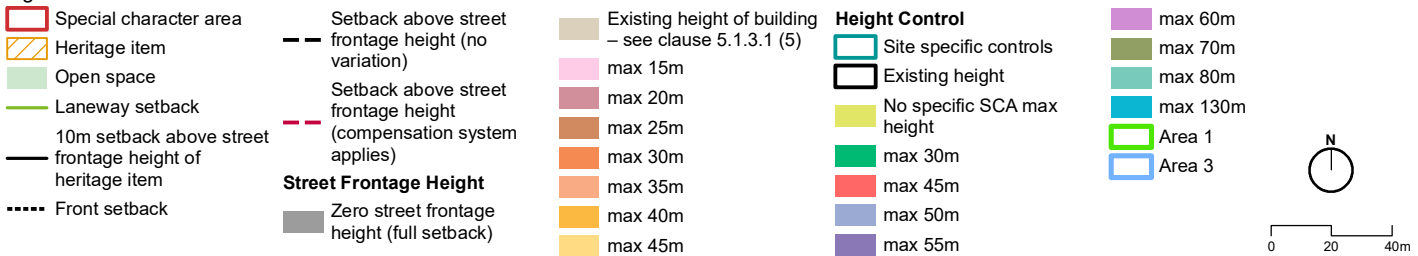 Special character area
Heritage item
Open space
Laneway setback
10m setback above street
frontage height of
heritage item
Front setback
Setback above street
frontage height (no
variation)
Setback above street
frontage height
(compensation system
applies)
Street Frontage Height
Zero street frontage
height (full setback)
Existing height of building
– see clause 5.1.3.1 (5)
max 15m
max 20m
max 25m
max 30m
max 35m
max 40m
max 45m
Height Control
Site specific controls
Existing height
No specific SCA max
height
max 30m
max 45m
max 50m
max 55m
max 60m
max 70m
max 80m
max 130m
Area 1
Area 3
N
0 20 40m